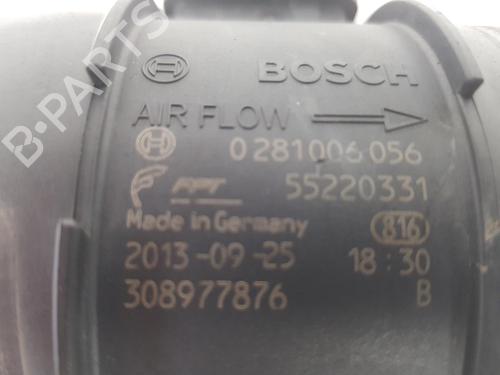 BOSCH
AIR FLOW
0 281 006 056
FPT 55220331
Made in Germany 816
2013-09-25 18:30
308977876 B